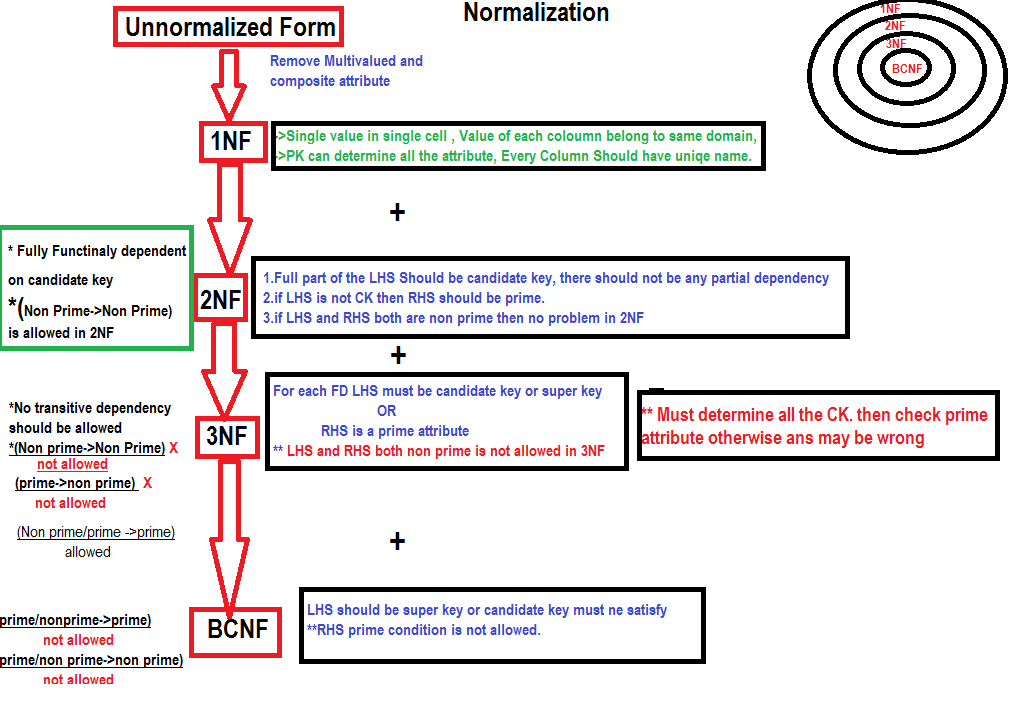 Normalization
Unnormalized Form
1NF
2NF
3NF
BCNF
Remove Multivalued and
composite attribute
1NF
->Single value in single cell , Value of each coloumn belong to same domain,
->PK can determine all the attribute, Every Column Should have uniqe name.
+
* Fully Functinaly dependent
on candidate key
*(Non Prime->Non Prime)
is allowed in 2NF
2NF
1.Full part of the LHS Should be candidate key, there should not be any partial dependency
2.if LHS is not CK then RHS should be prime.
3.if LHS and RHS both are non prime then no problem in 2NF
+
*No transitive dependency
should be allowed
*(Non prime->Non Prime) X
not allowed
(prime->non prime) X
not allowed
(Non prime/prime ->prime)
allowed
3NF
For each FD LHS must be candidate key or super key
OR
RHS is a prime attribute
** LHS and RHS both non prime is not allowed in 3NF
** Must determine all the CK. then check prime
attribute otherwise ans may be wrong
+
prime/nonprime->prime)
not allowed
prime/non prime->non prime)
not allowed
BCNF
LHS should be super key or candidate key must ne satisfy
**RHS prime condition is not allowed.